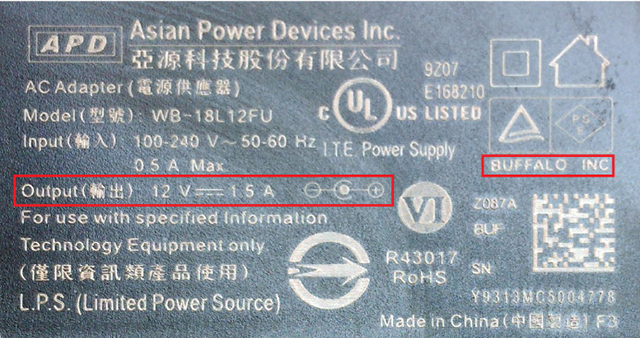 APD
Asian Power Devices Inc.
亞源科技股份有限公司
AC Adapter (電源供應器)
Model (型號): WB-18L12FU
Input (輸入): 100-240 V~ 50-60 Hz
0.5 A Max
Output (輸出): 12 V⎓ 1.5 A
For use with specified Information
Technology Equipment only
(僅限資訊類產品使用)
L.P.S. (Limited Power Source)
9Z07
E168210
C UL US LISTED
I.T.E. Power Supply
PS
E
BUFFALO INC
VI
R43017
RoHS
Z087A
BUF
SN
Y9313MC5004778
Made in China (中國製造) F3